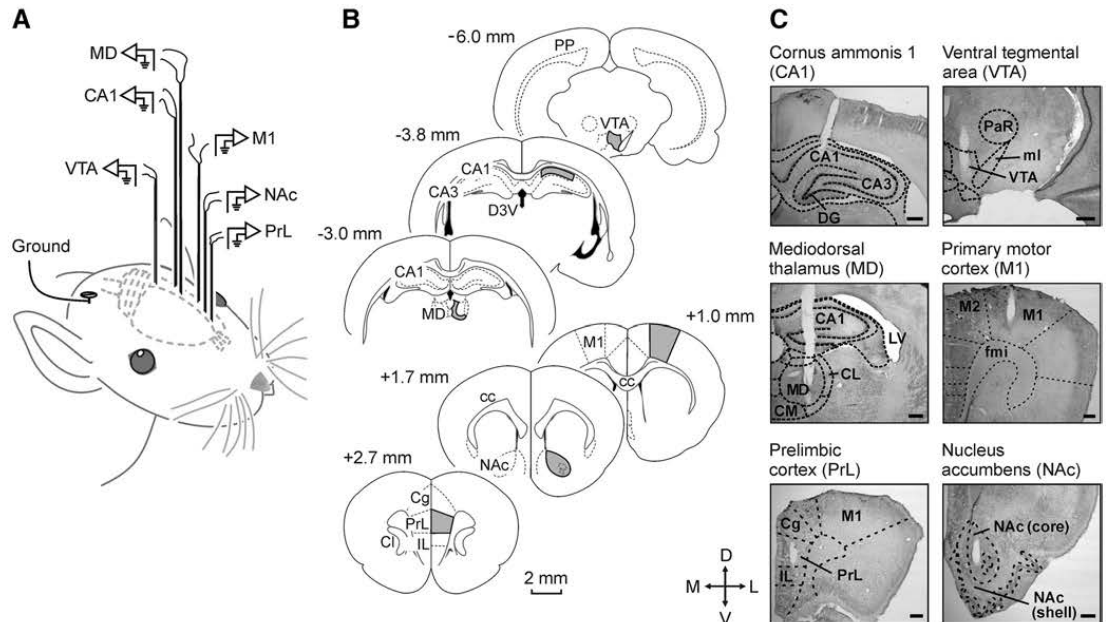 A
MD
CA1
M1
VTA
NAc
PrL
Ground
B
-6.0 mm
PP
VTA
-3.8 mm
CA1
CA3
D3V
-3.0 mm
CA1
MD
+1.0 mm
M1
cc
+1.7 mm
cc
NAc
+2.7 mm
Cg
PrL
Cl
IL
2 mm
D
M
L
V
C
Cornus ammonis 1
(CA1)
CA1
CA3
DG
Ventral tegmental
area (VTA)
PaR
ml
VTA
Mediodorsal
thalamus (MD)
CA1
LV
CL
MD
CM
Primary motor
cortex (M1)
M2
M1
fmi
Prelimbic
cortex (PrL)
Cg
M1
IL
PrL
Nucleus
accumbens (NAc)
NAc (core)
NAc
(shell)